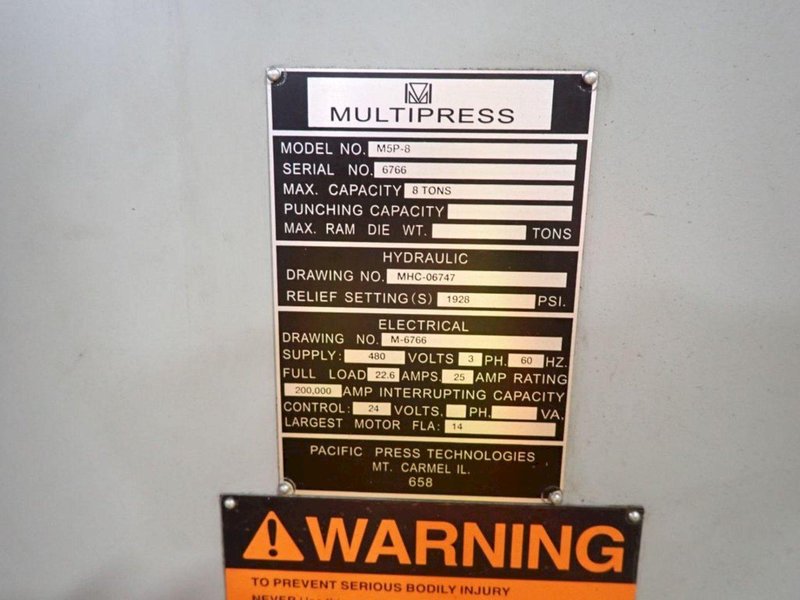 MULTIPRESS
MODEL NO. M5P-8
SERIAL NO. 6766
MAX. CAPACITY 8 TONS
PUNCHING CAPACITY
MAX. RAM DIE WT. TONS
HYDRAULIC
DRAWING NO. MHC-06747
RELIEF SETTING(S) 1928 PSI.
ELECTRICAL
DRAWING NO. M-6766
SUPPLY: 480 VOLTS 3 PH. 60 HZ.
FULL LOAD 22.6 AMPS. 25 AMP RATING
200,000 AMP INTERRUPTING CAPACITY
CONTROL: 24 VOLTS. PH. VA.
LARGEST MOTOR FLA: 14
PACIFIC PRESS TECHNOLOGIES
MT. CARMEL IL.
658
WARNING
TO PREVENT SERIOUS BODILY INJURY
NEVER